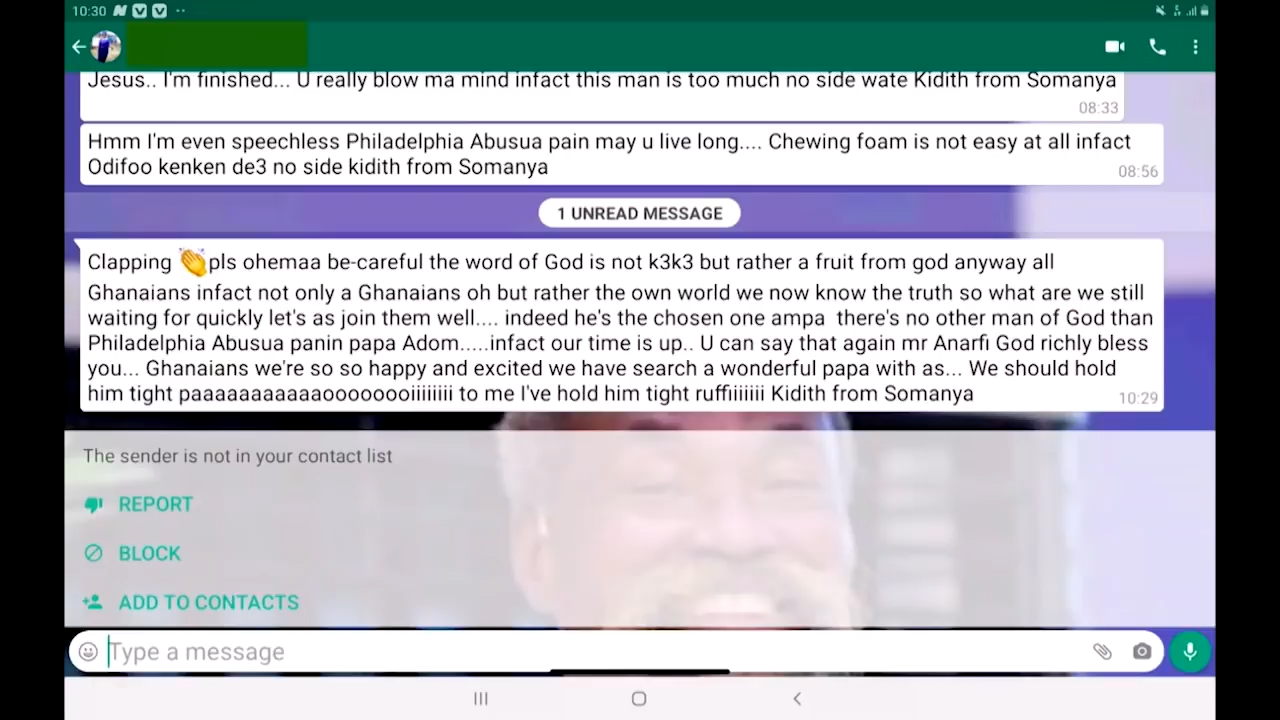 10:30
Jesus.. I'm finished... U really blow ma mind infact this man is too much no side wate Kidith from Somanya
08:33
Hmm I'm even speechless Philadelphia Abusua pain may u live long.... Chewing foam is not easy at all infact
Odifoo kenken de3 no side kidith from Somanya
08:56
1 UNREAD MESSAGE
Clapping 👏pls ohemaa be-careful the word of God is not k3k3 but rather a fruit from god anyway all
Ghanaians infact not only a Ghanaians oh but rather the own world we now know the truth so what are we still
waiting for quickly let's as join them well.... indeed he's the chosen one ampa there's no other man of God than
Philadelphia Abusua panin papa Adom.....infact our time is up.. U can say that again mr Anarfi God richly bless
you... Ghanaians we're so so happy and excited we have search a wonderful papa with as... We should hold
him tight paaaaaaaaaaaoooooooiiiiiiii to me I've hold him tight ruffiiiiiii Kidith from Somanya
10:29
The sender is not in your contact list
REPORT
BLOCK
ADD TO CONTACTS
Type a message